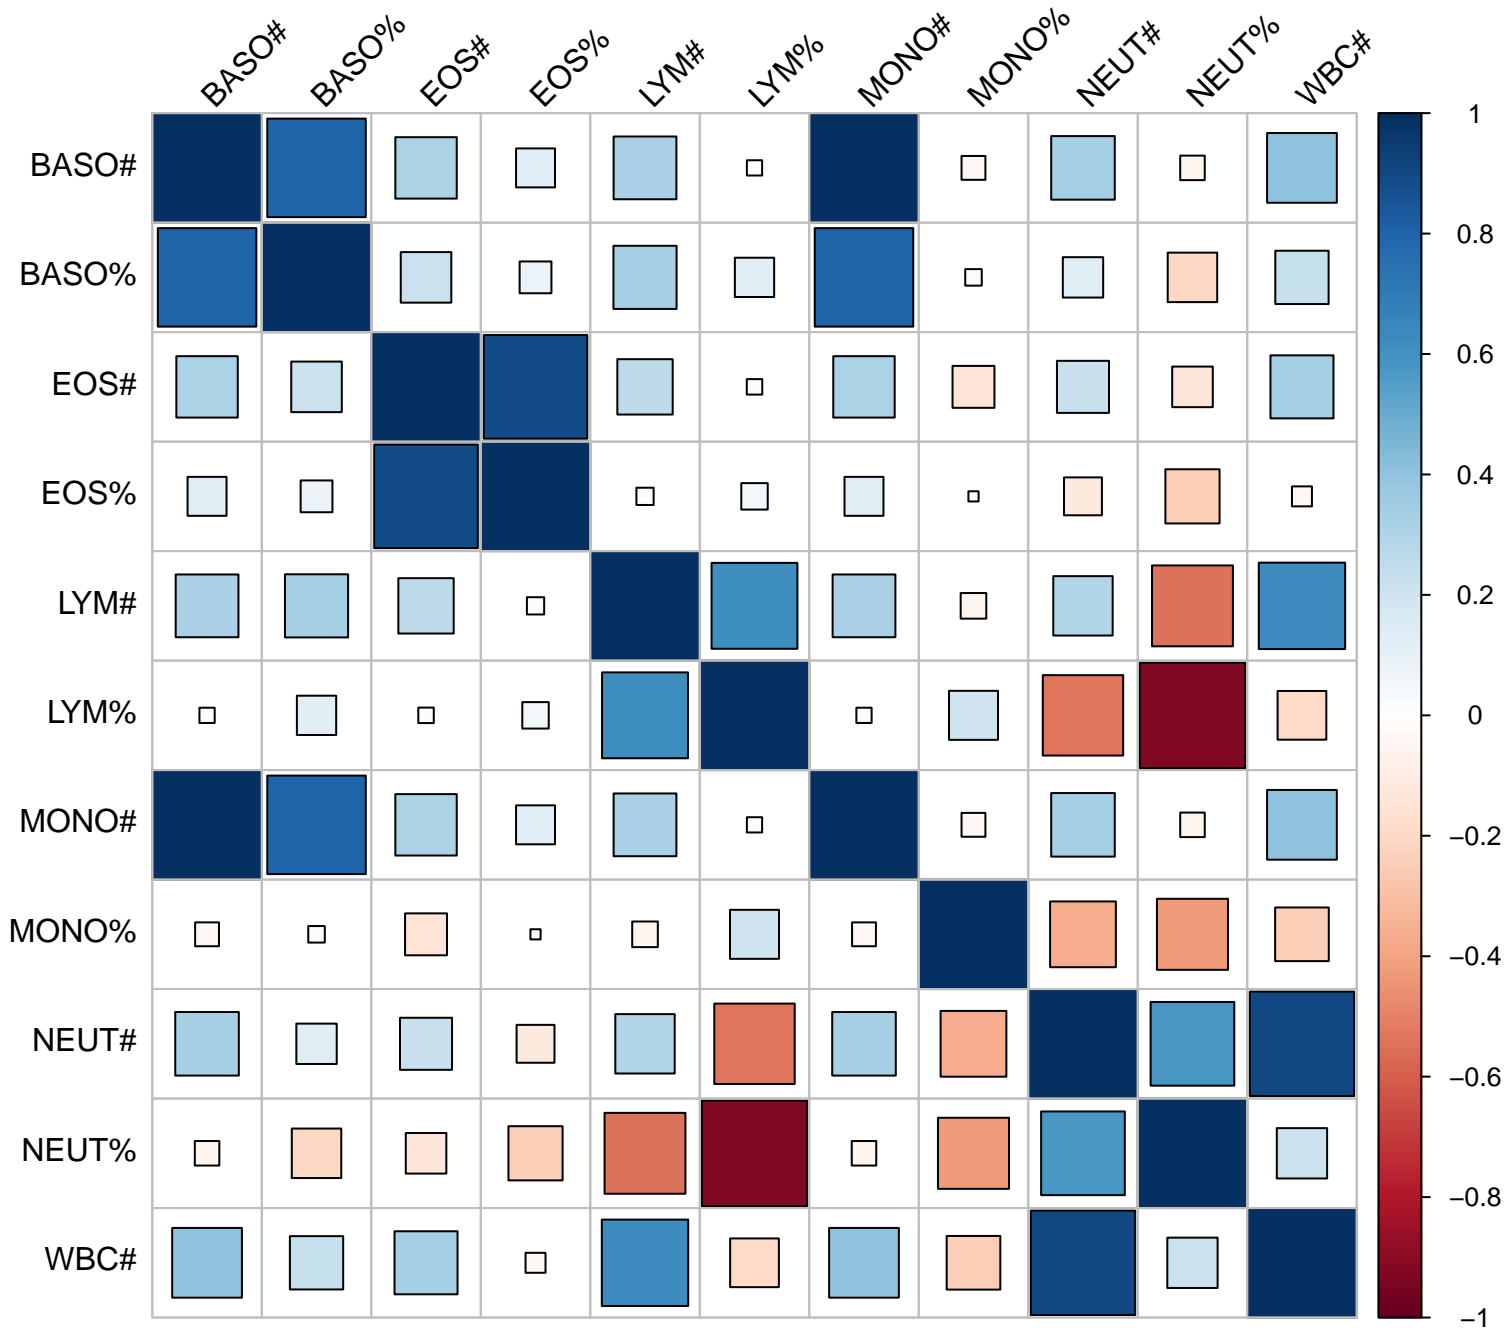 BASO# BASO% EOS# EOS% LYM# LYM% MONO# MONO% NEUT# NEUT% WBC#
BASO#
BASO%
EOS#
EOS%
LYM#
LYM%
MONO#
MONO%
NEUT#
NEUT%
WBC#
1
0.8
0.6
0.4
0.2
0
−0.2
−0.4
−0.6
−0.8
−1